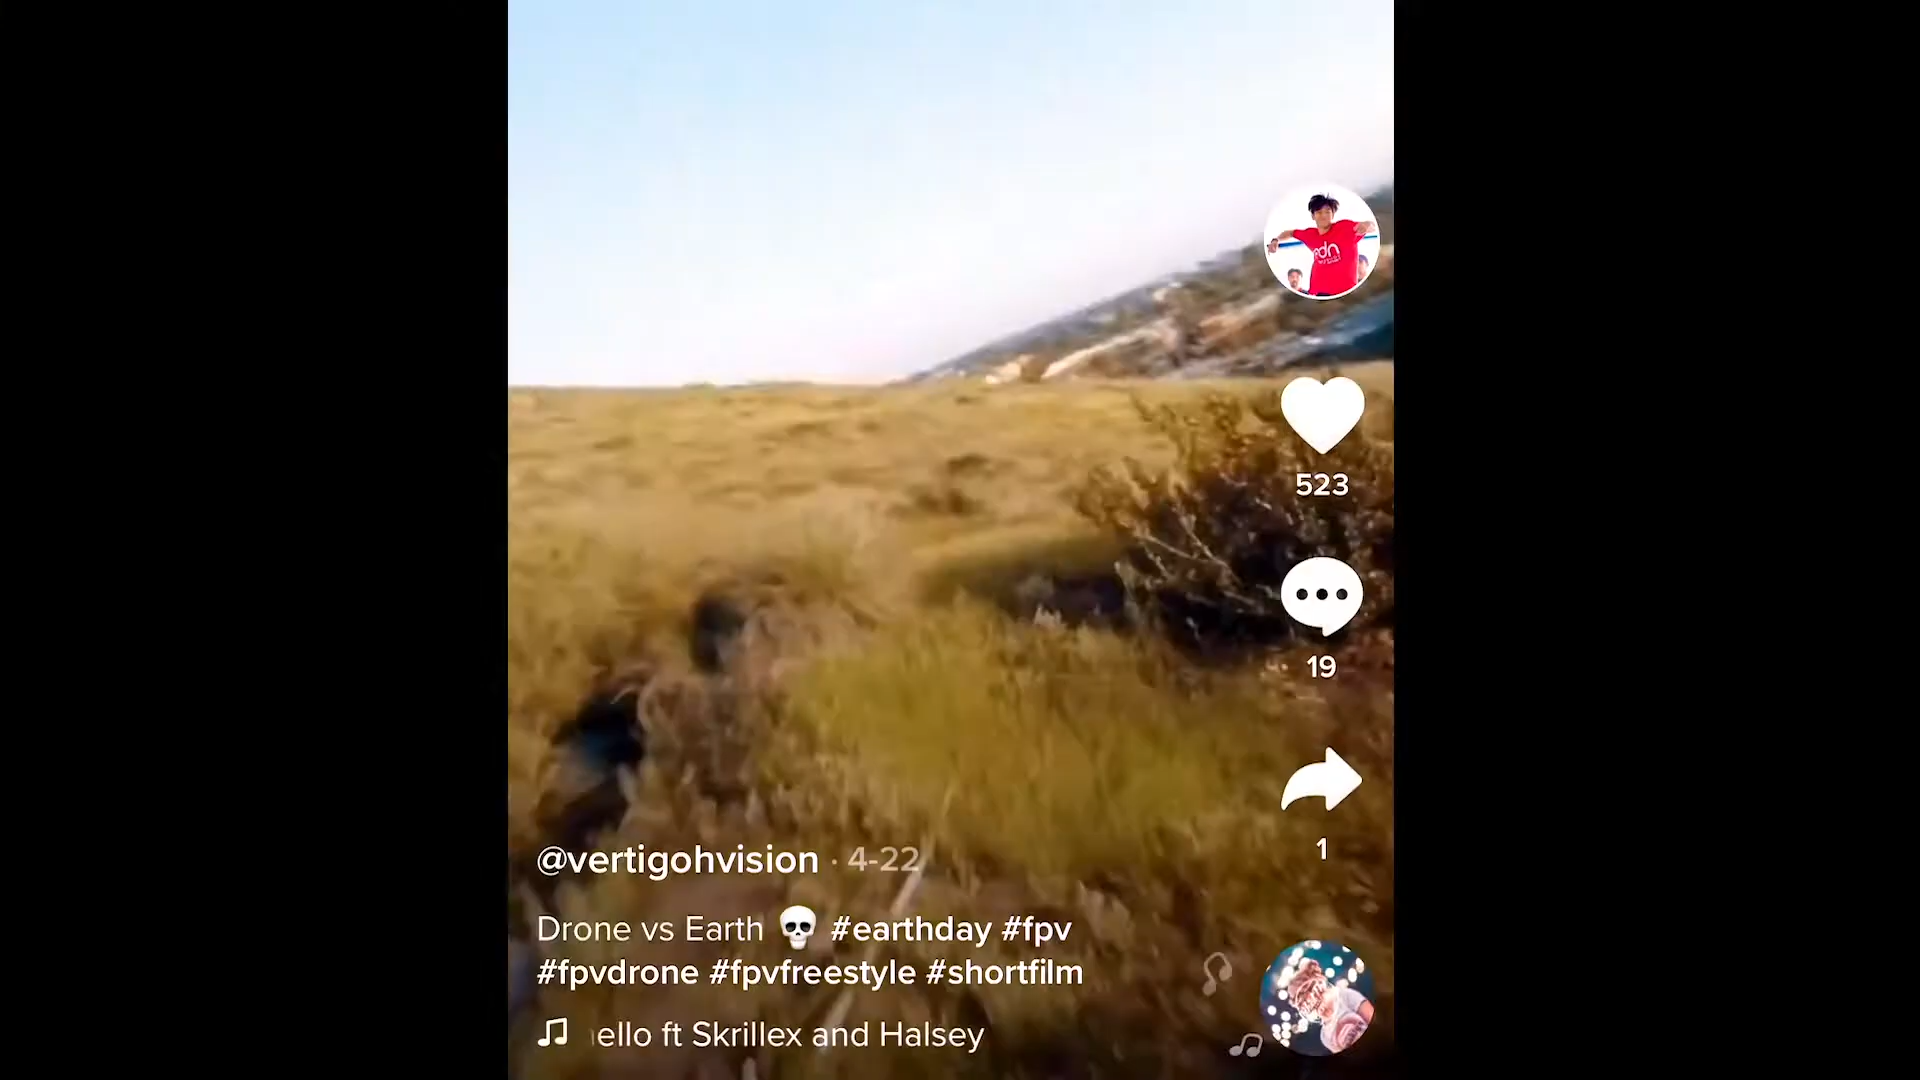 523
19
1
@vertigohvision · 4-22
Drone vs Earth 💀 #earthday #fpv
#fpvdrone #fpvfreestyle #shortfilm
ello ft Skrillex and Halsey